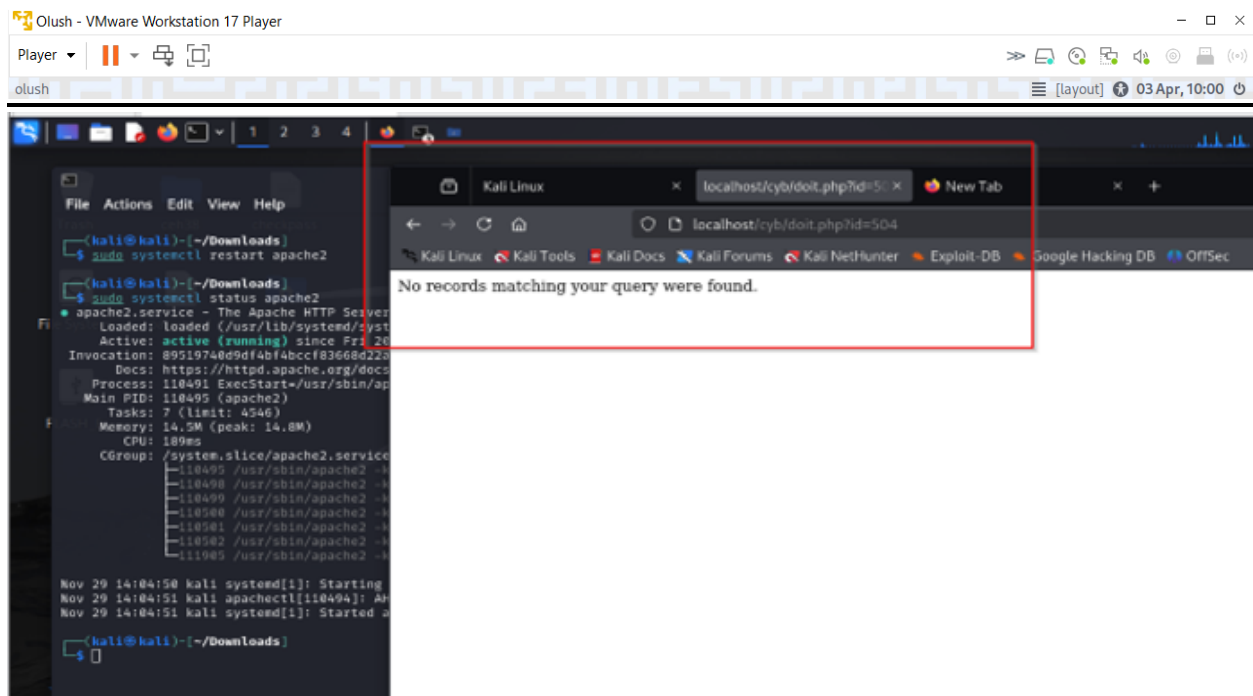 Olush - VMware Workstation 17 Player
Player
olush
[layout] 03 Apr, 10:00
1 2 3 4
File Actions Edit View Help
(kali㉿kali)-[~/Downloads]
$ sudo systemctl restart apache2
(kali㉿kali)-[~/Downloads]
$ sudo systemctl status apache2
● apache2.service - The Apache HTTP Server
Loaded: loaded (/usr/lib/systemd/syst
Active: active (running) since Fri 20
Invocation: 89519740d9df4bf4bccf83668d22a
Docs: https://httpd.apache.org/docs
Process: 110491 ExecStart=/usr/sbin/ap
Main PID: 110495 (apache2)
Tasks: 7 (limit: 4546)
Memory: 14.5M (peak: 14.8M)
CPU: 189ms
CGroup: /system.slice/apache2.service
├─110495 /usr/sbin/apache2 -k
├─110498 /usr/sbin/apache2 -k
├─110499 /usr/sbin/apache2 -k
├─110500 /usr/sbin/apache2 -k
├─110501 /usr/sbin/apache2 -k
├─110502 /usr/sbin/apache2 -k
└─111905 /usr/sbin/apache2 -k
Nov 29 14:04:50 kali systemd[1]: Starting
Nov 29 14:04:51 kali apachectl[110494]: AH
Nov 29 14:04:51 kali systemd[1]: Started a
(kali㉿kali)-[~/Downloads]
$
Kali Linux × localhost/cyb/doit.php?id=50 × New Tab × +
localhost/cyb/doit.php?id=504
Kali Linux Kali Tools Kali Docs Kali Forums Kali NetHunter Exploit-DB Google Hacking DB OffSec
No records matching your query were found.